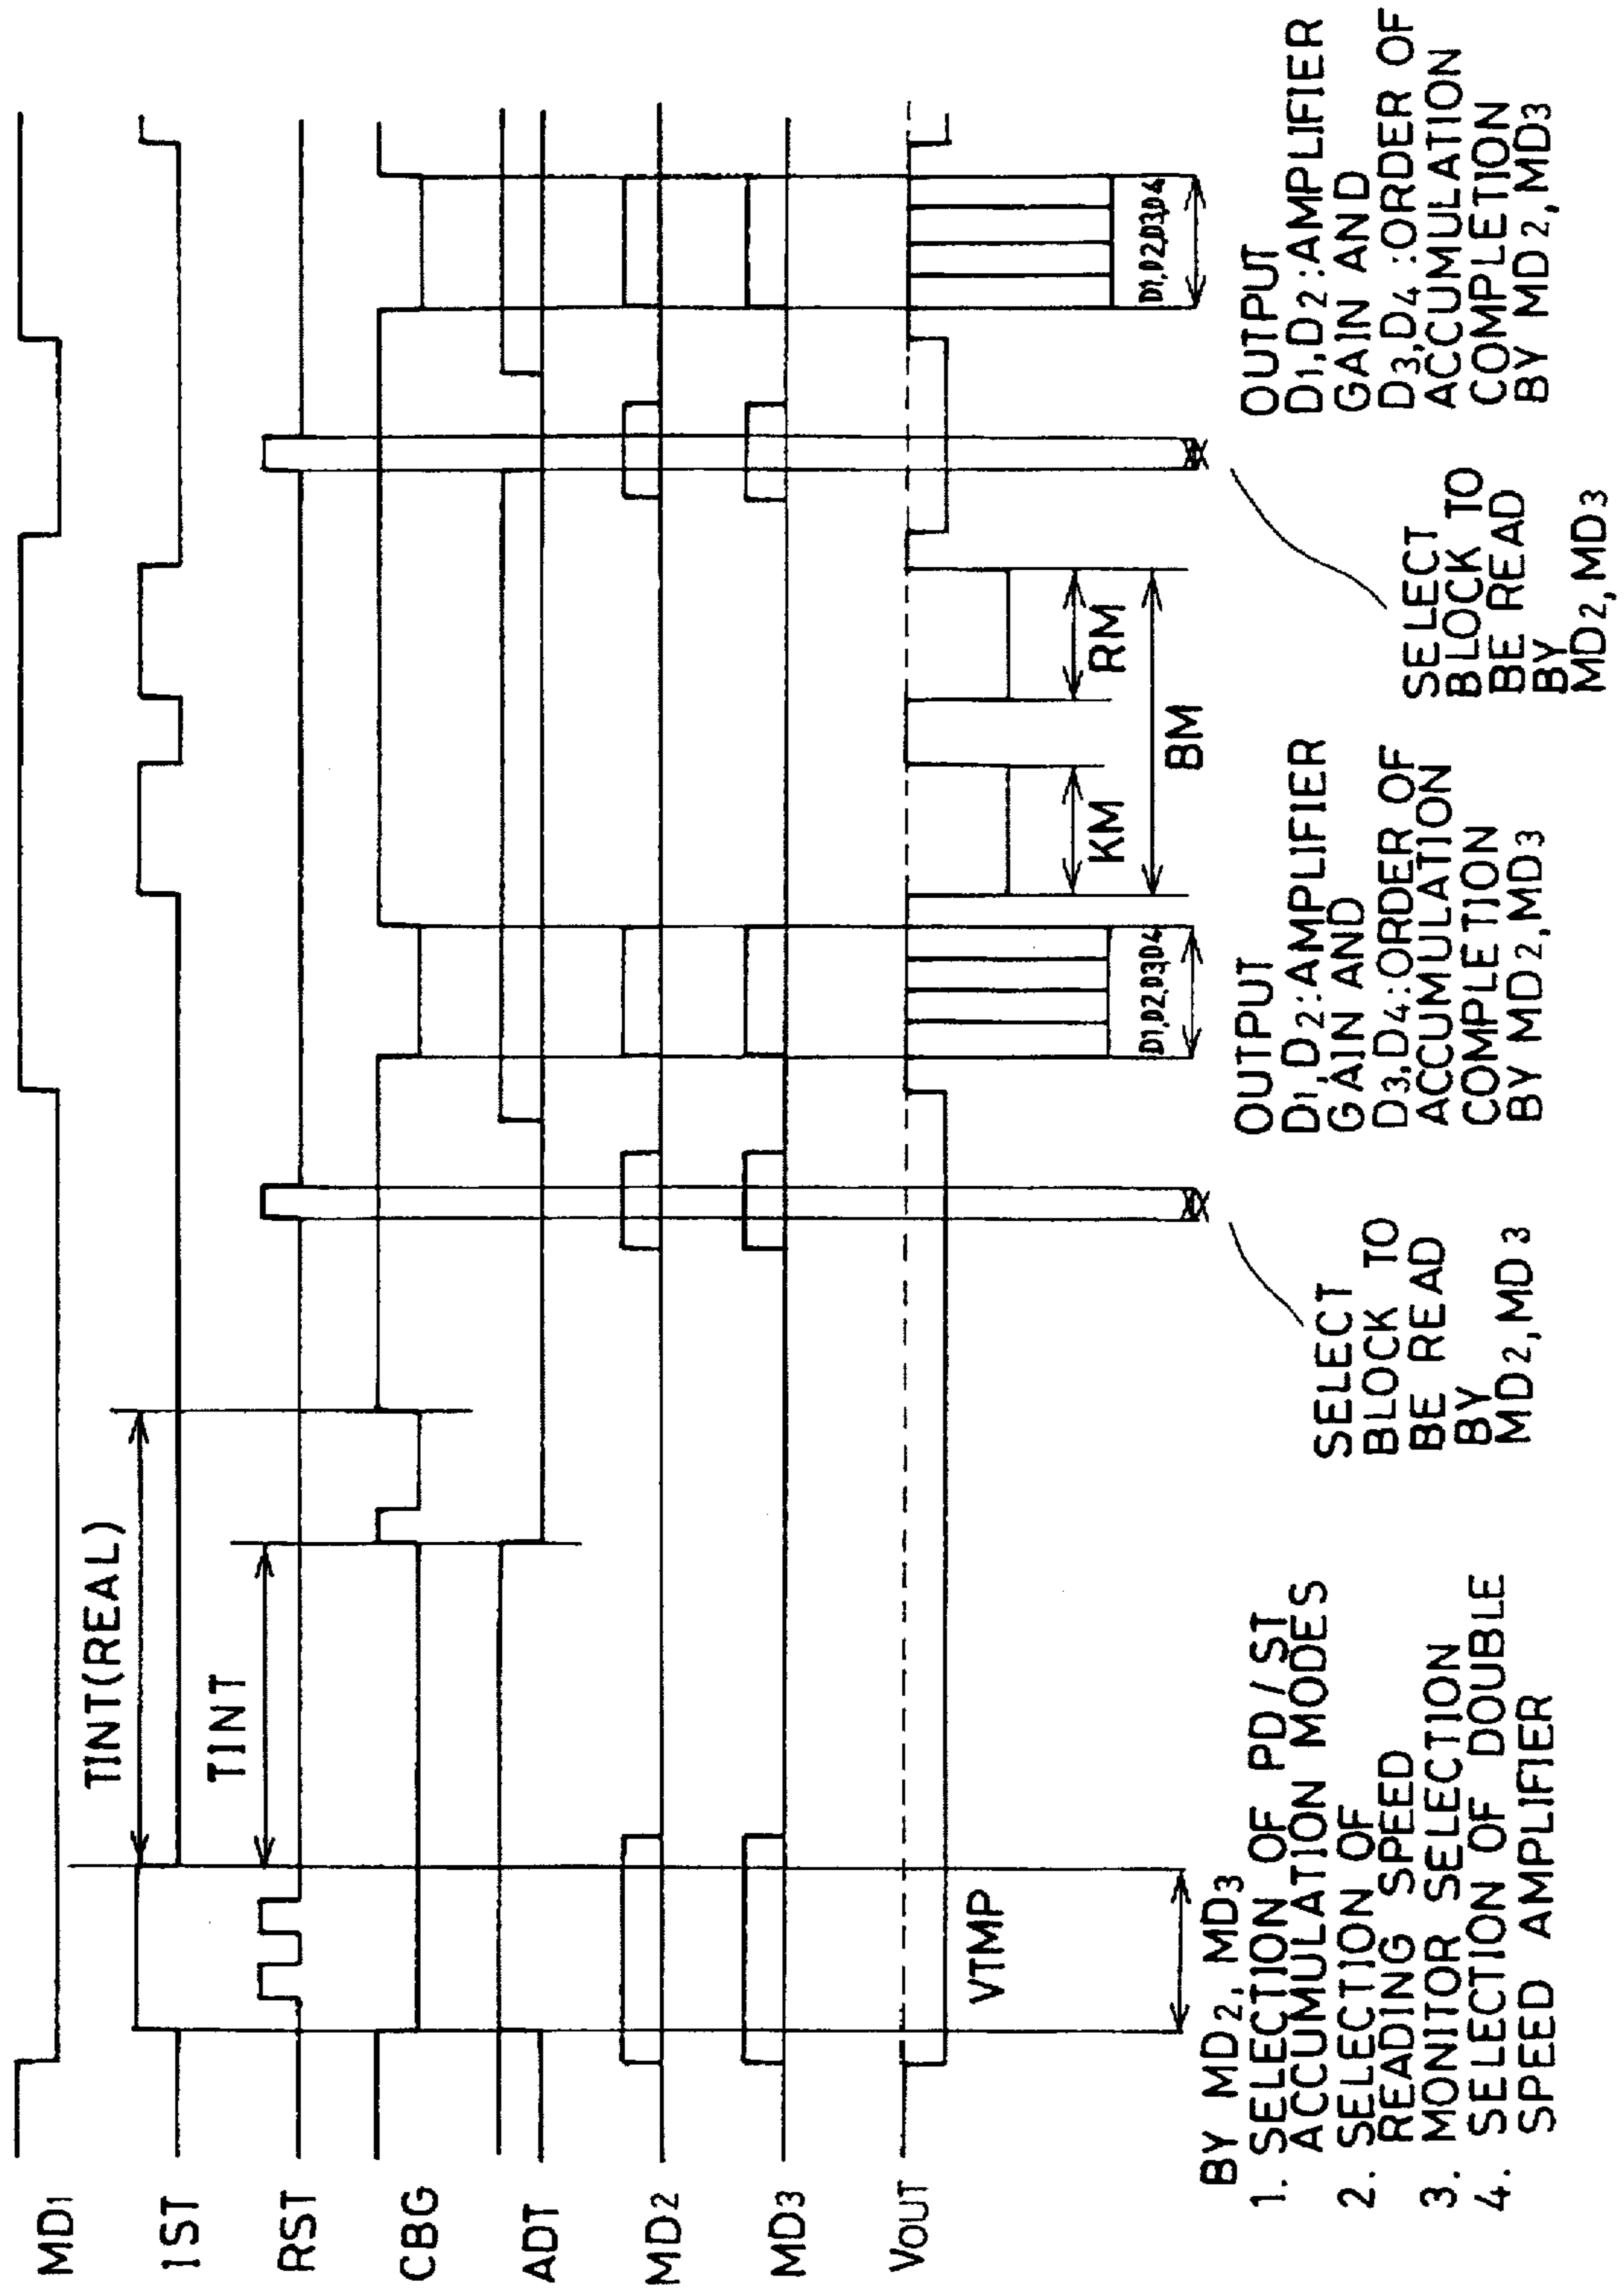 MD1
IST
RST
CBG
ADT
MD2
MD3
VOUT
TINT(REAL)
TINT
VTMP
KM
RM
BM
D1,D2,D3,D4
D1,D2,D3,D4
BY MD2, MD3
1. SELECTION OF PD/ST
ACCUMULATION MODES
2. SELECTION OF
READING SPEED
3. MONITOR SELECTION
4. SELECTION OF DOUBLE
SPEED AMPLIFIER
SELECT
BLOCK TO
BE READ
BY
MD2, MD3
OUTPUT
D1,D2:AMPLIFIER
GAIN AND
D3,D4:ORDER OF
ACCUMULATION
COMPLETION
BY MD2,MD3
SELECT
BLOCK TO
BE READ
BY
MD2,MD3
OUTPUT
D1,D2:AMPLIFIER
GAIN AND
D3,D4:ORDER OF
ACCUMULATION
COMPLETION
BY MD2,MD3